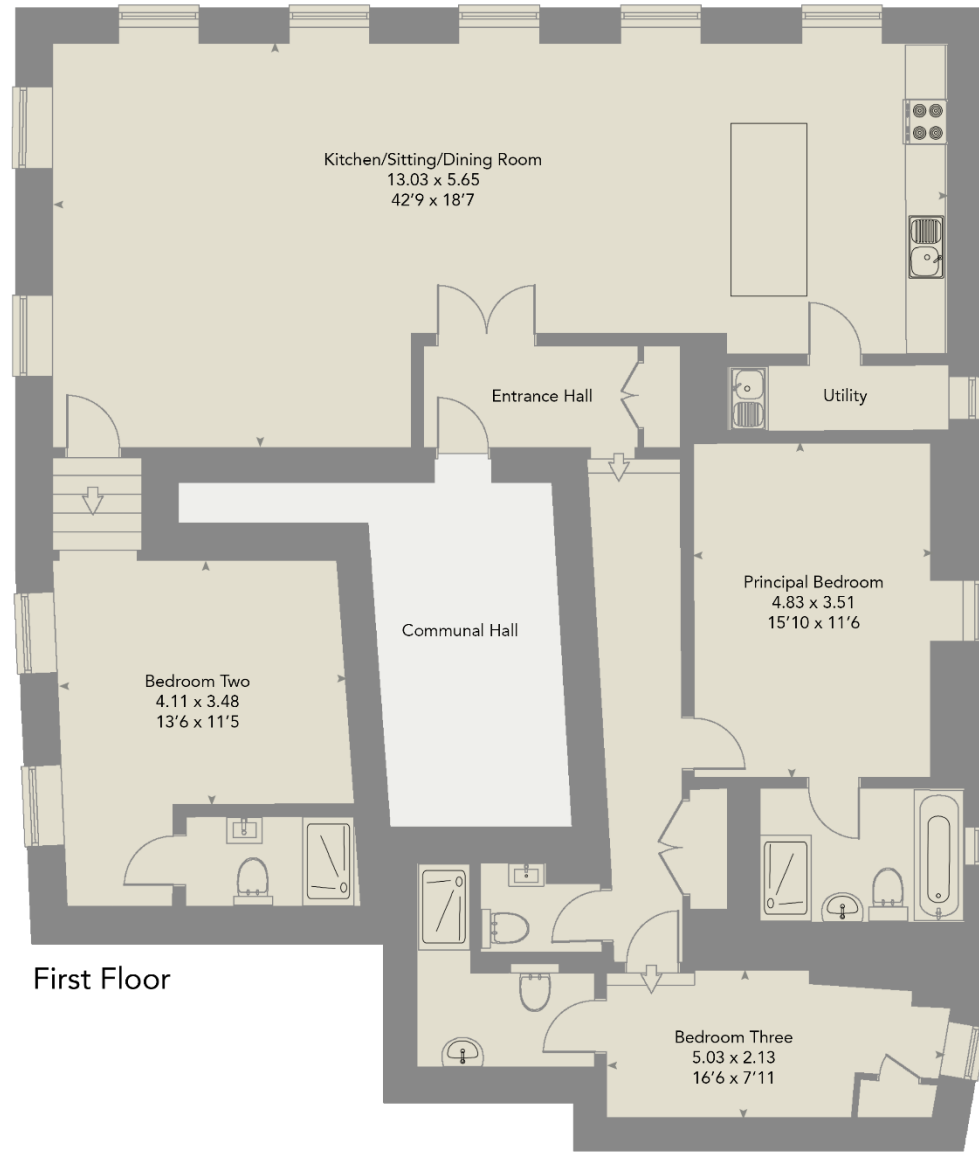 Kitchen/Sitting/Dining Room
13.03 x 5.65
42'9 x 18'7
Entrance Hall
Utility
Principal Bedroom
4.83 x 3.51
15'10 x 11'6
Communal Hall
Bedroom Two
4.11 x 3.48
13'6 x 11'5
First Floor
Bedroom Three
5.03 x 2.13
16'6 x 7'11